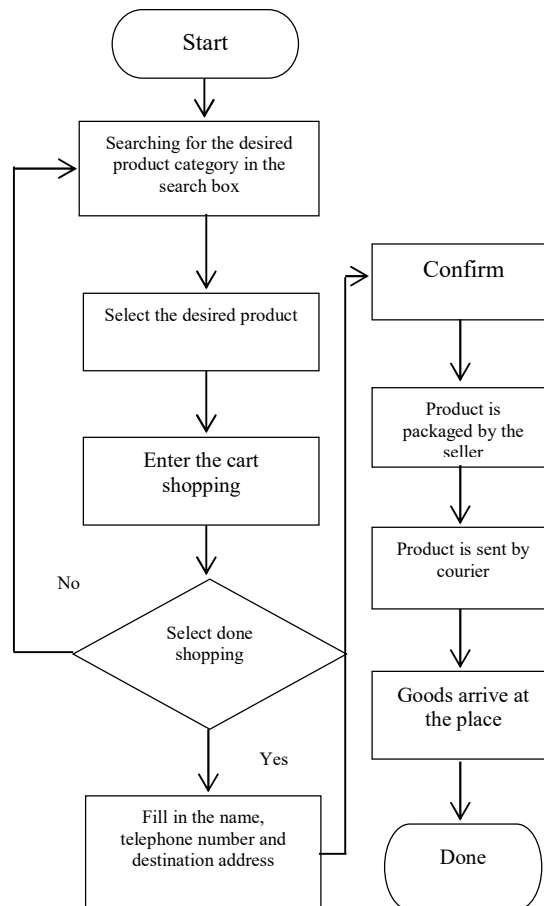 Start
Searching for the desired
product category in the
search box
Select the desired product
Enter the cart
shopping
No
Select done
shopping
Yes
Fill in the name,
telephone number and
destination address
Confirm
Product is
packaged by the
seller
Product is sent by
courier
Goods arrive at
the place
Done